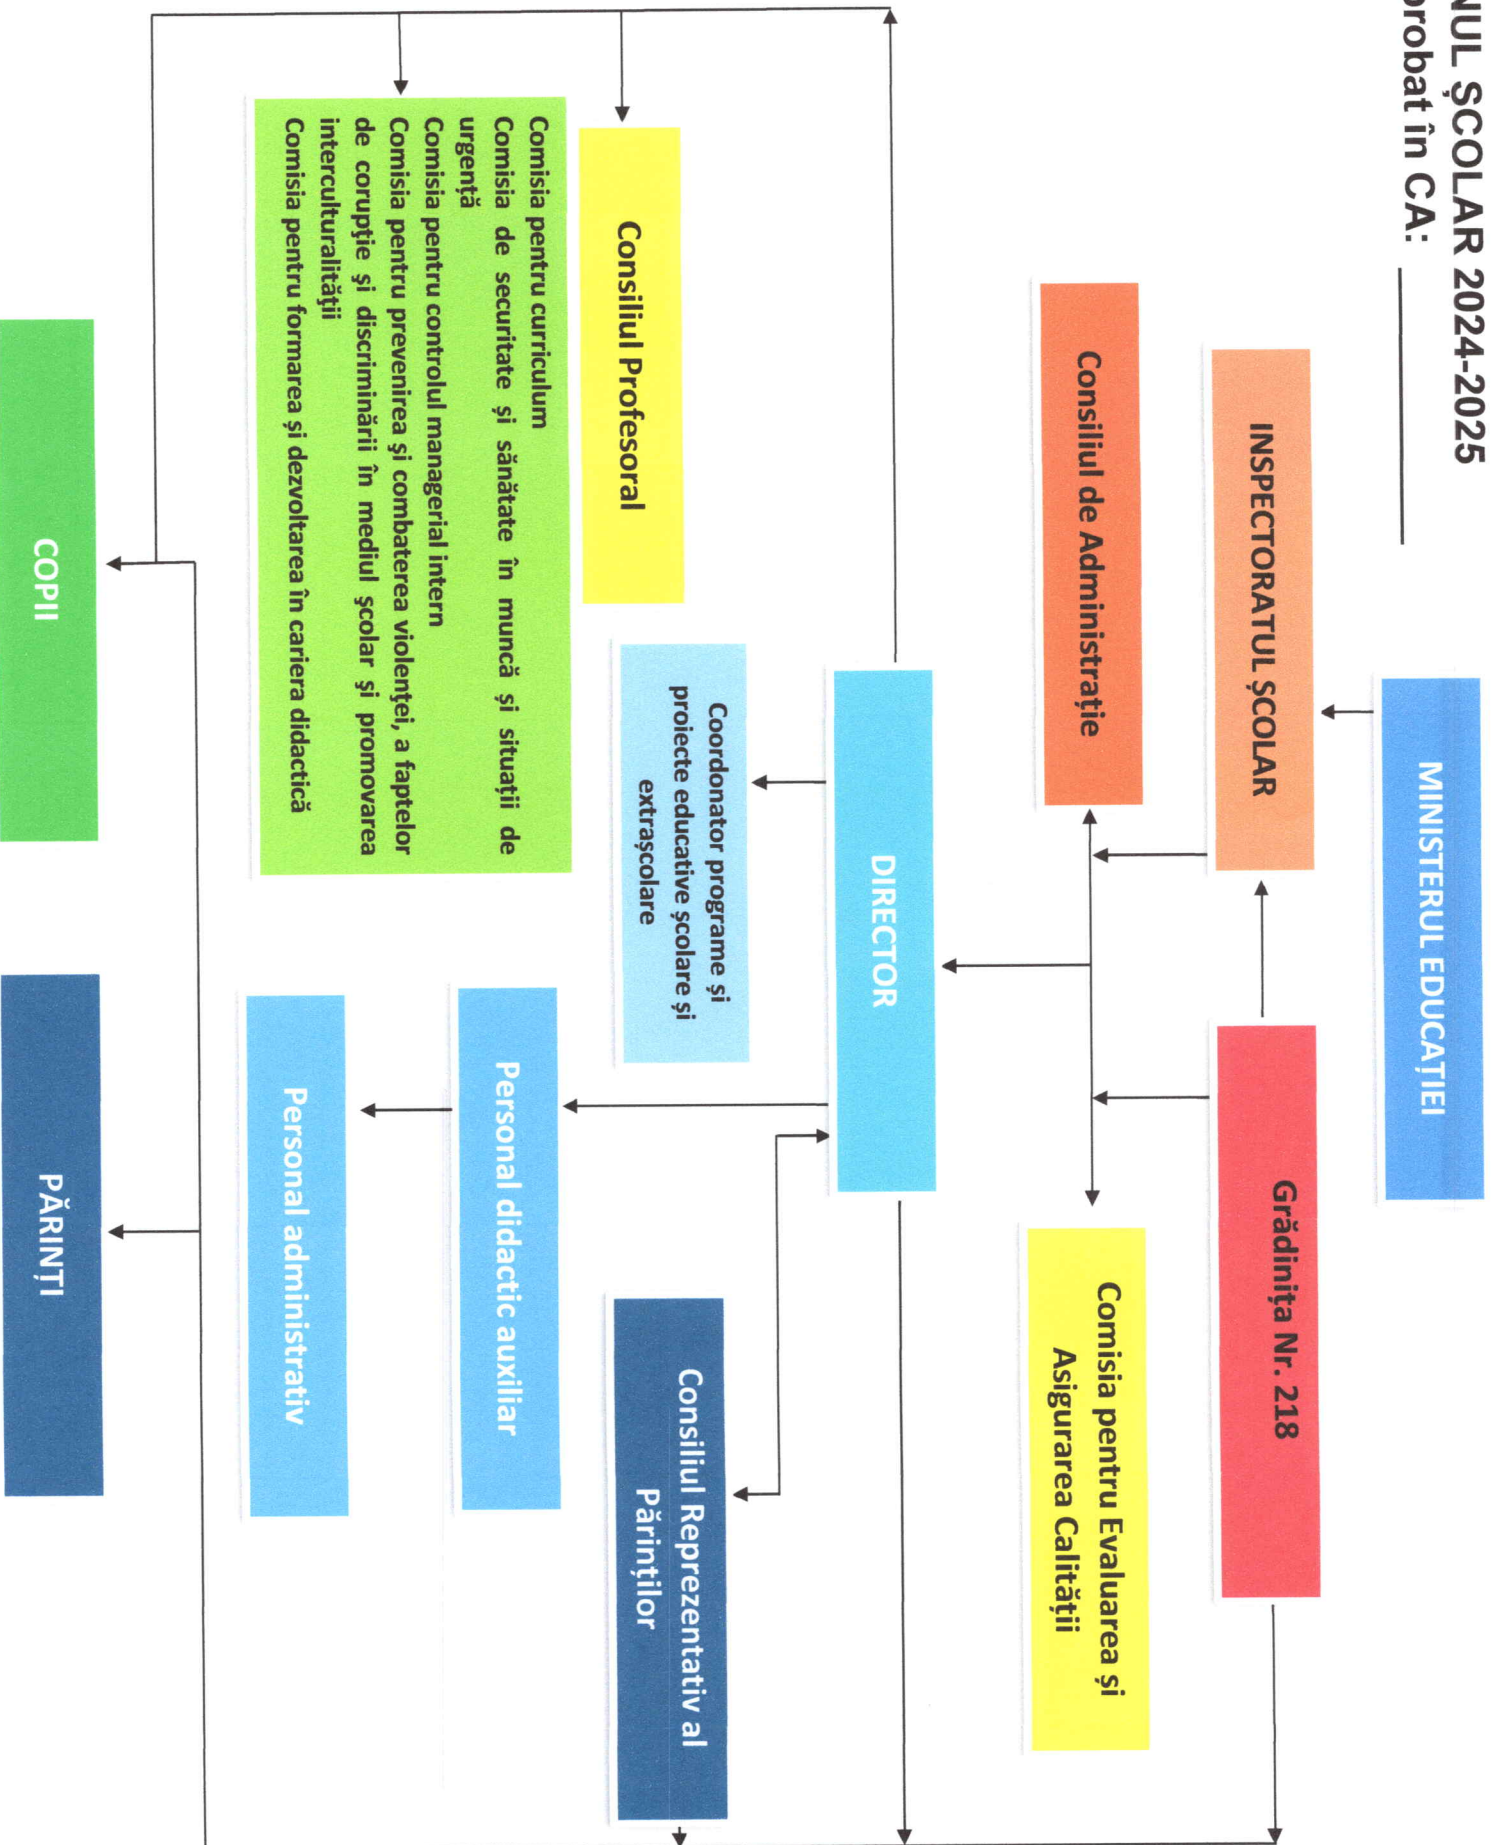 NUL ȘCOLAR 2024-2025
probat în CA:
MINISTERUL EDUCAȚIEI
INSPECTORATUL ȘCOLAR
Grădinița Nr. 218
Consiliul de Administrație
Comisia pentru Evaluarea și
Asigurarea Calității
DIRECTOR
Coordonator programe și
proiecte educative școlare și
extrașcolare
Consiliul Reprezentativ al
Părinților
Consiliul Profesoral
Comisia pentru curriculum
Comisia de securitate și sănătate în muncă și situații de
urgență
Comisia pentru controlul managerial intern
Comisia pentru prevenirea și combaterea violenței, a faptelor
de corupție și discriminării în mediul școlar și promovarea
interculturalității
Comisia pentru formarea și dezvoltarea în cariera didactică
Personal didactic auxiliar
Personal administrativ
COPII
PĂRINȚI